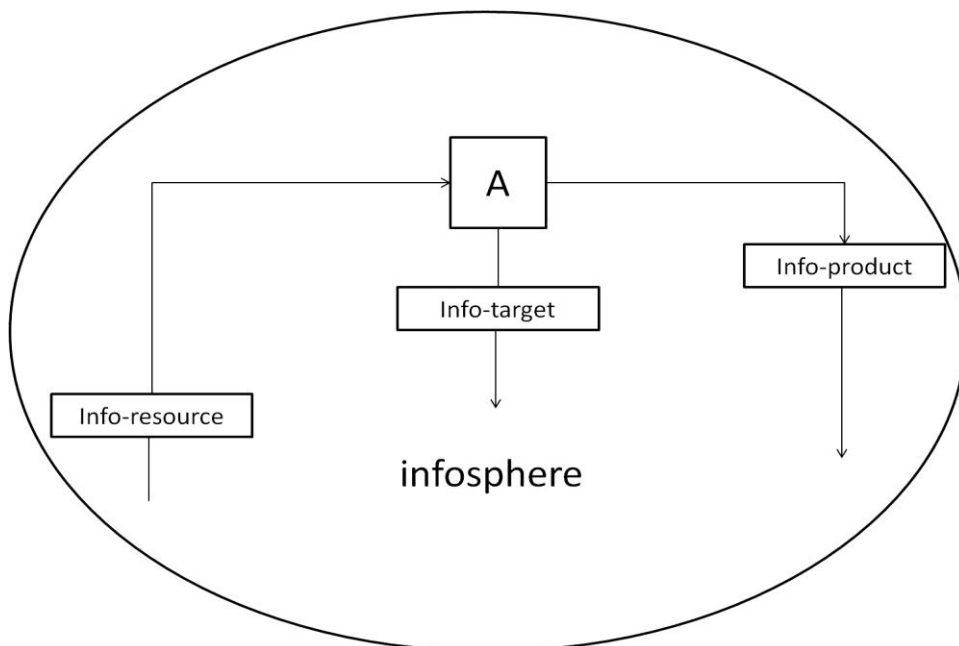 A
Info-product
Info-target
Info-resource
infosphere